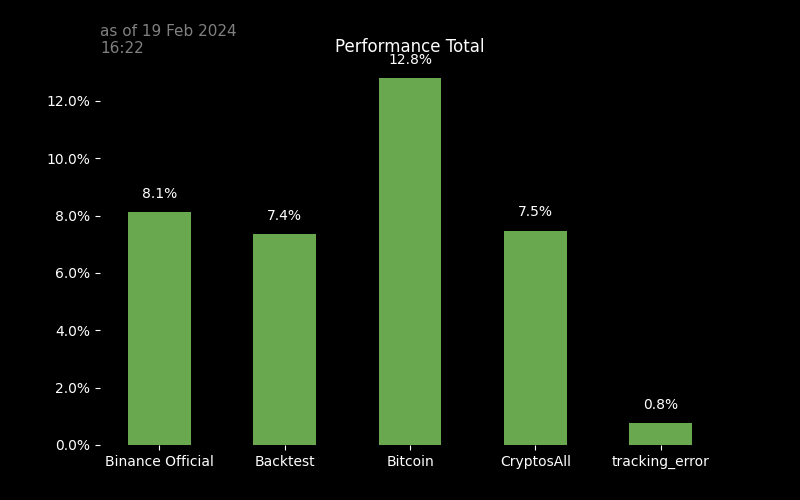 as of 19 Feb 2024
16:22
Performance Total
12.8%
12.0%
10.0%
8.1%
7.4%
7.5%
8.0%
6.0%
4.0%
0.8%
2.0%
0.0%
Binance Official
Backtest
Bitcoin
CryptosAll
tracking_error